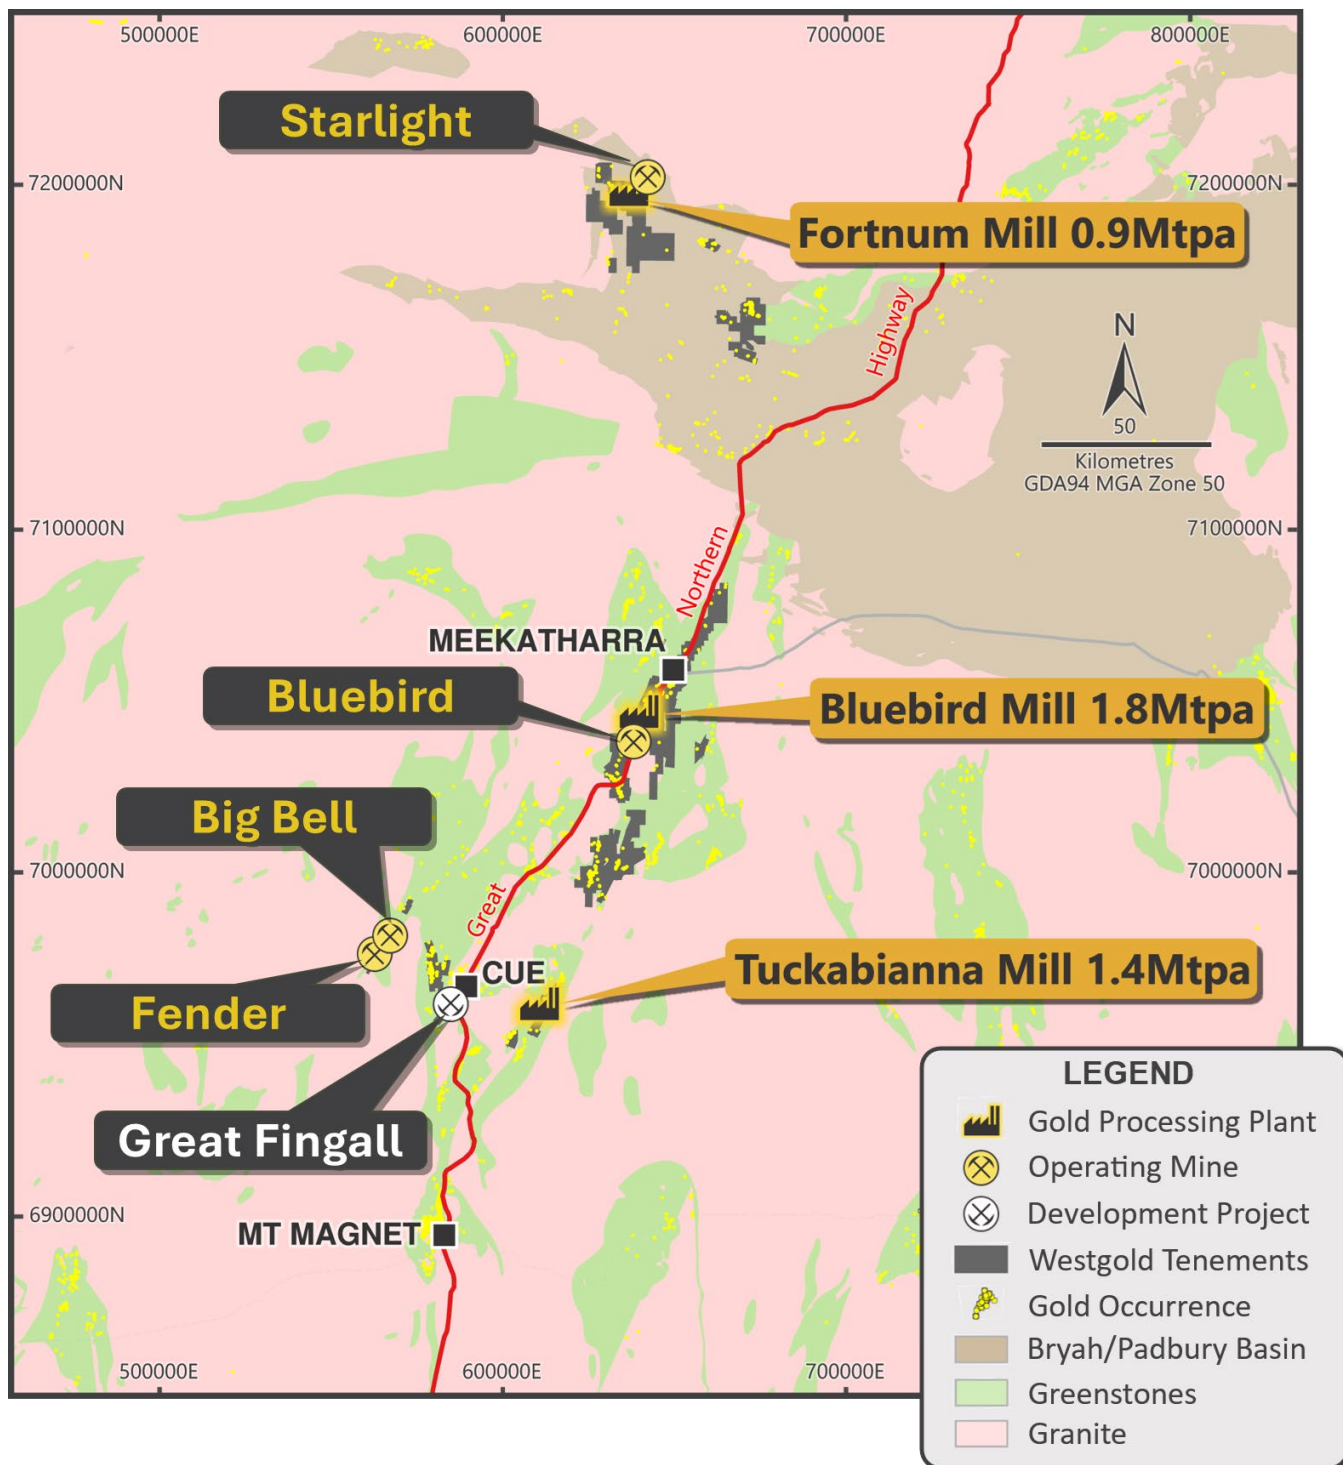 500000E
600000E
700000E
800000E
Starlight
7200000N
7200000N
Fortnum Mill 0.9Mtpa
Highway
N
50
Kilometres
GDA94 MGA Zone 50
7100000N
7100000N
Northern
MEEKATHARRA
Bluebird
Bluebird Mill 1.8Mtpa
Big Bell
7000000N
7000000N
Great
CUE
Tuckabianna Mill 1.4Mtpa
Fender
Great Fingall
6900000N
MT MAGNET
500000E
600000E
700000E
LEGEND
Gold Processing Plant
Operating Mine
Development Project
Westgold Tenements
Gold Occurrence
Bryah/Padbury Basin
Greenstones
Granite